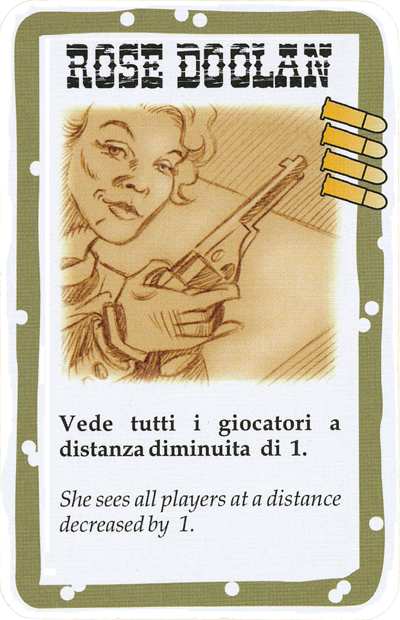 ROSE DOOLAN
Vede tutti i giocatori a
distanza diminuita di 1.
She sees all players at a distance
decreased by 1.